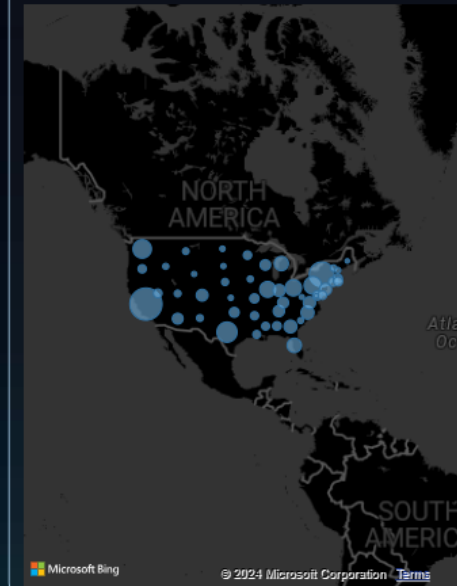 NORTH
AMERICA
Atla
Oc
SOUTH
AMERIC
Microsoft Bing
© 2024 Microsoft Corporation Terms